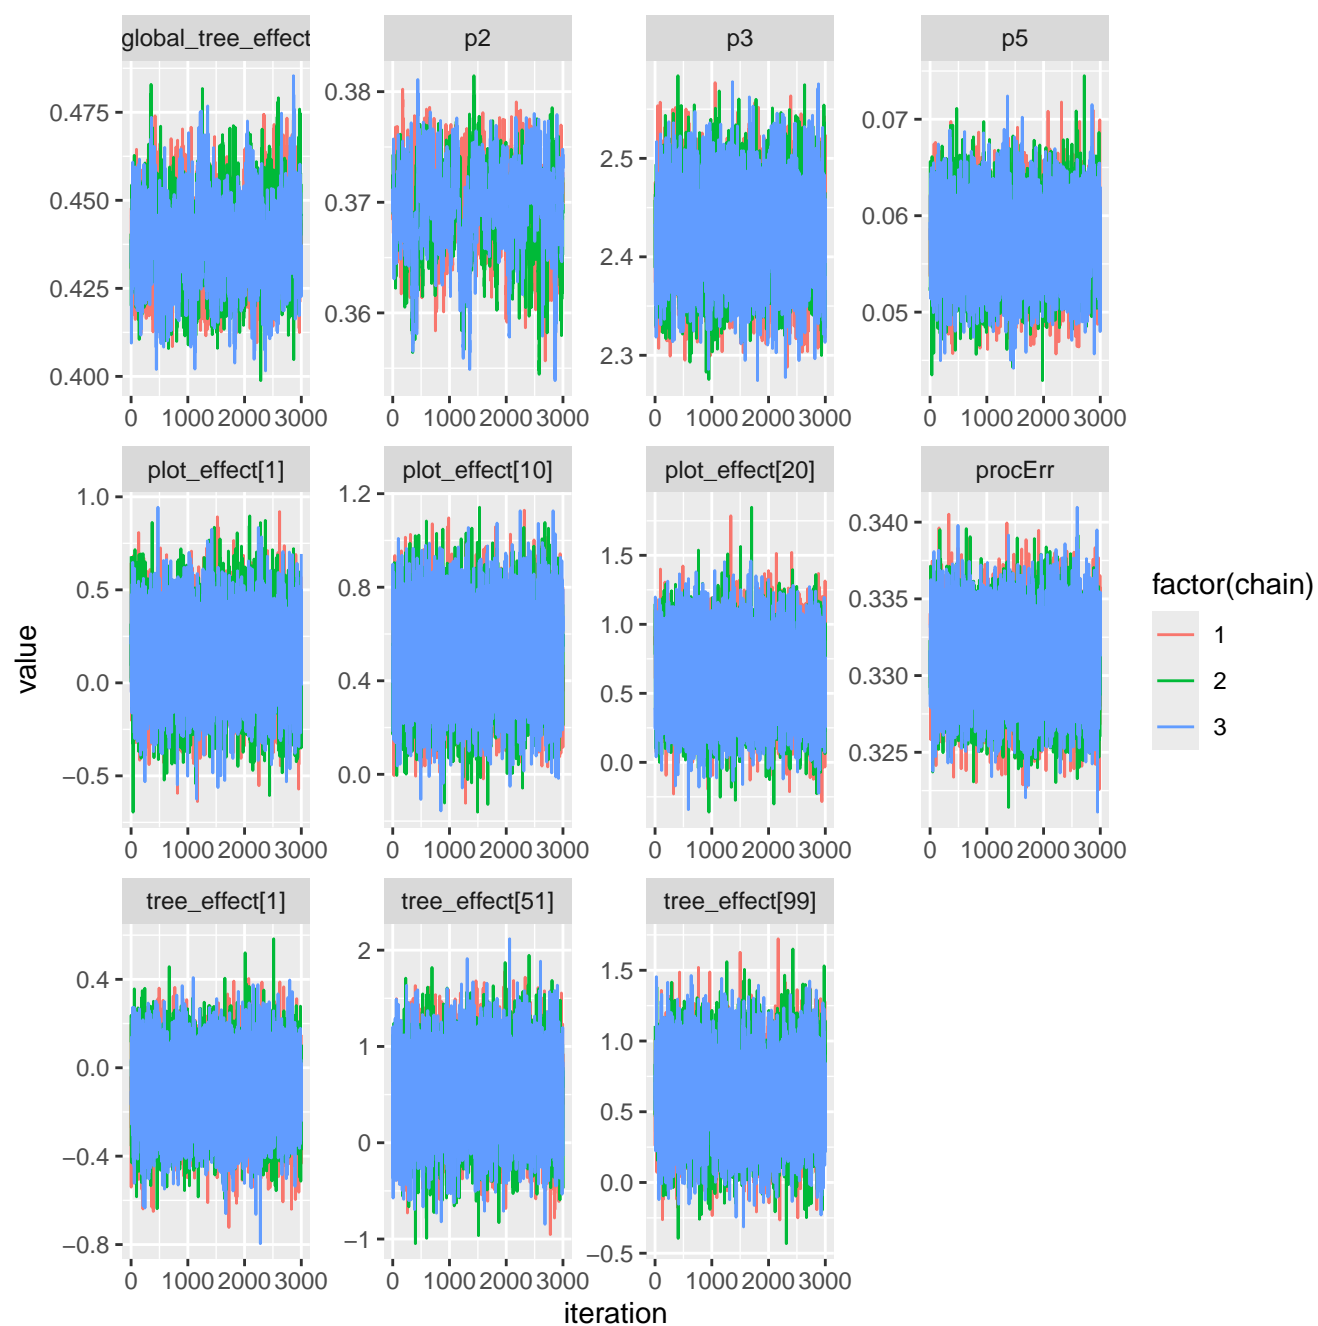 global_tree_effect p2 p3 p5
0.475 0.38 2.5 0.07
0.450 0.37 2.4 0.06
0.425 0.36 2.3 0.05
0.400
0 1000 2000 3000 0 1000 2000 3000 0 1000 2000 3000 0 1000 2000 3000
plot_effect[1] plot_effect[10] plot_effect[20] procErr
1.0 1.2 1.5 0.340
0.5 0.8 1.0 0.335
0.0 0.4 0.5 0.330
−0.5 0.0 0.0 0.325
0 1000 2000 3000 0 1000 2000 3000 0 1000 2000 3000 0 1000 2000 3000
tree_effect[1] tree_effect[51] tree_effect[99]
0.4 2 1.5
0.0 1 1.0
−0.4 0 0.5
−0.8 −1 0.0
−0.5
0 1000 2000 3000 0 1000 2000 3000 0 1000 2000 3000
value
iteration
factor(chain)
1
2
3